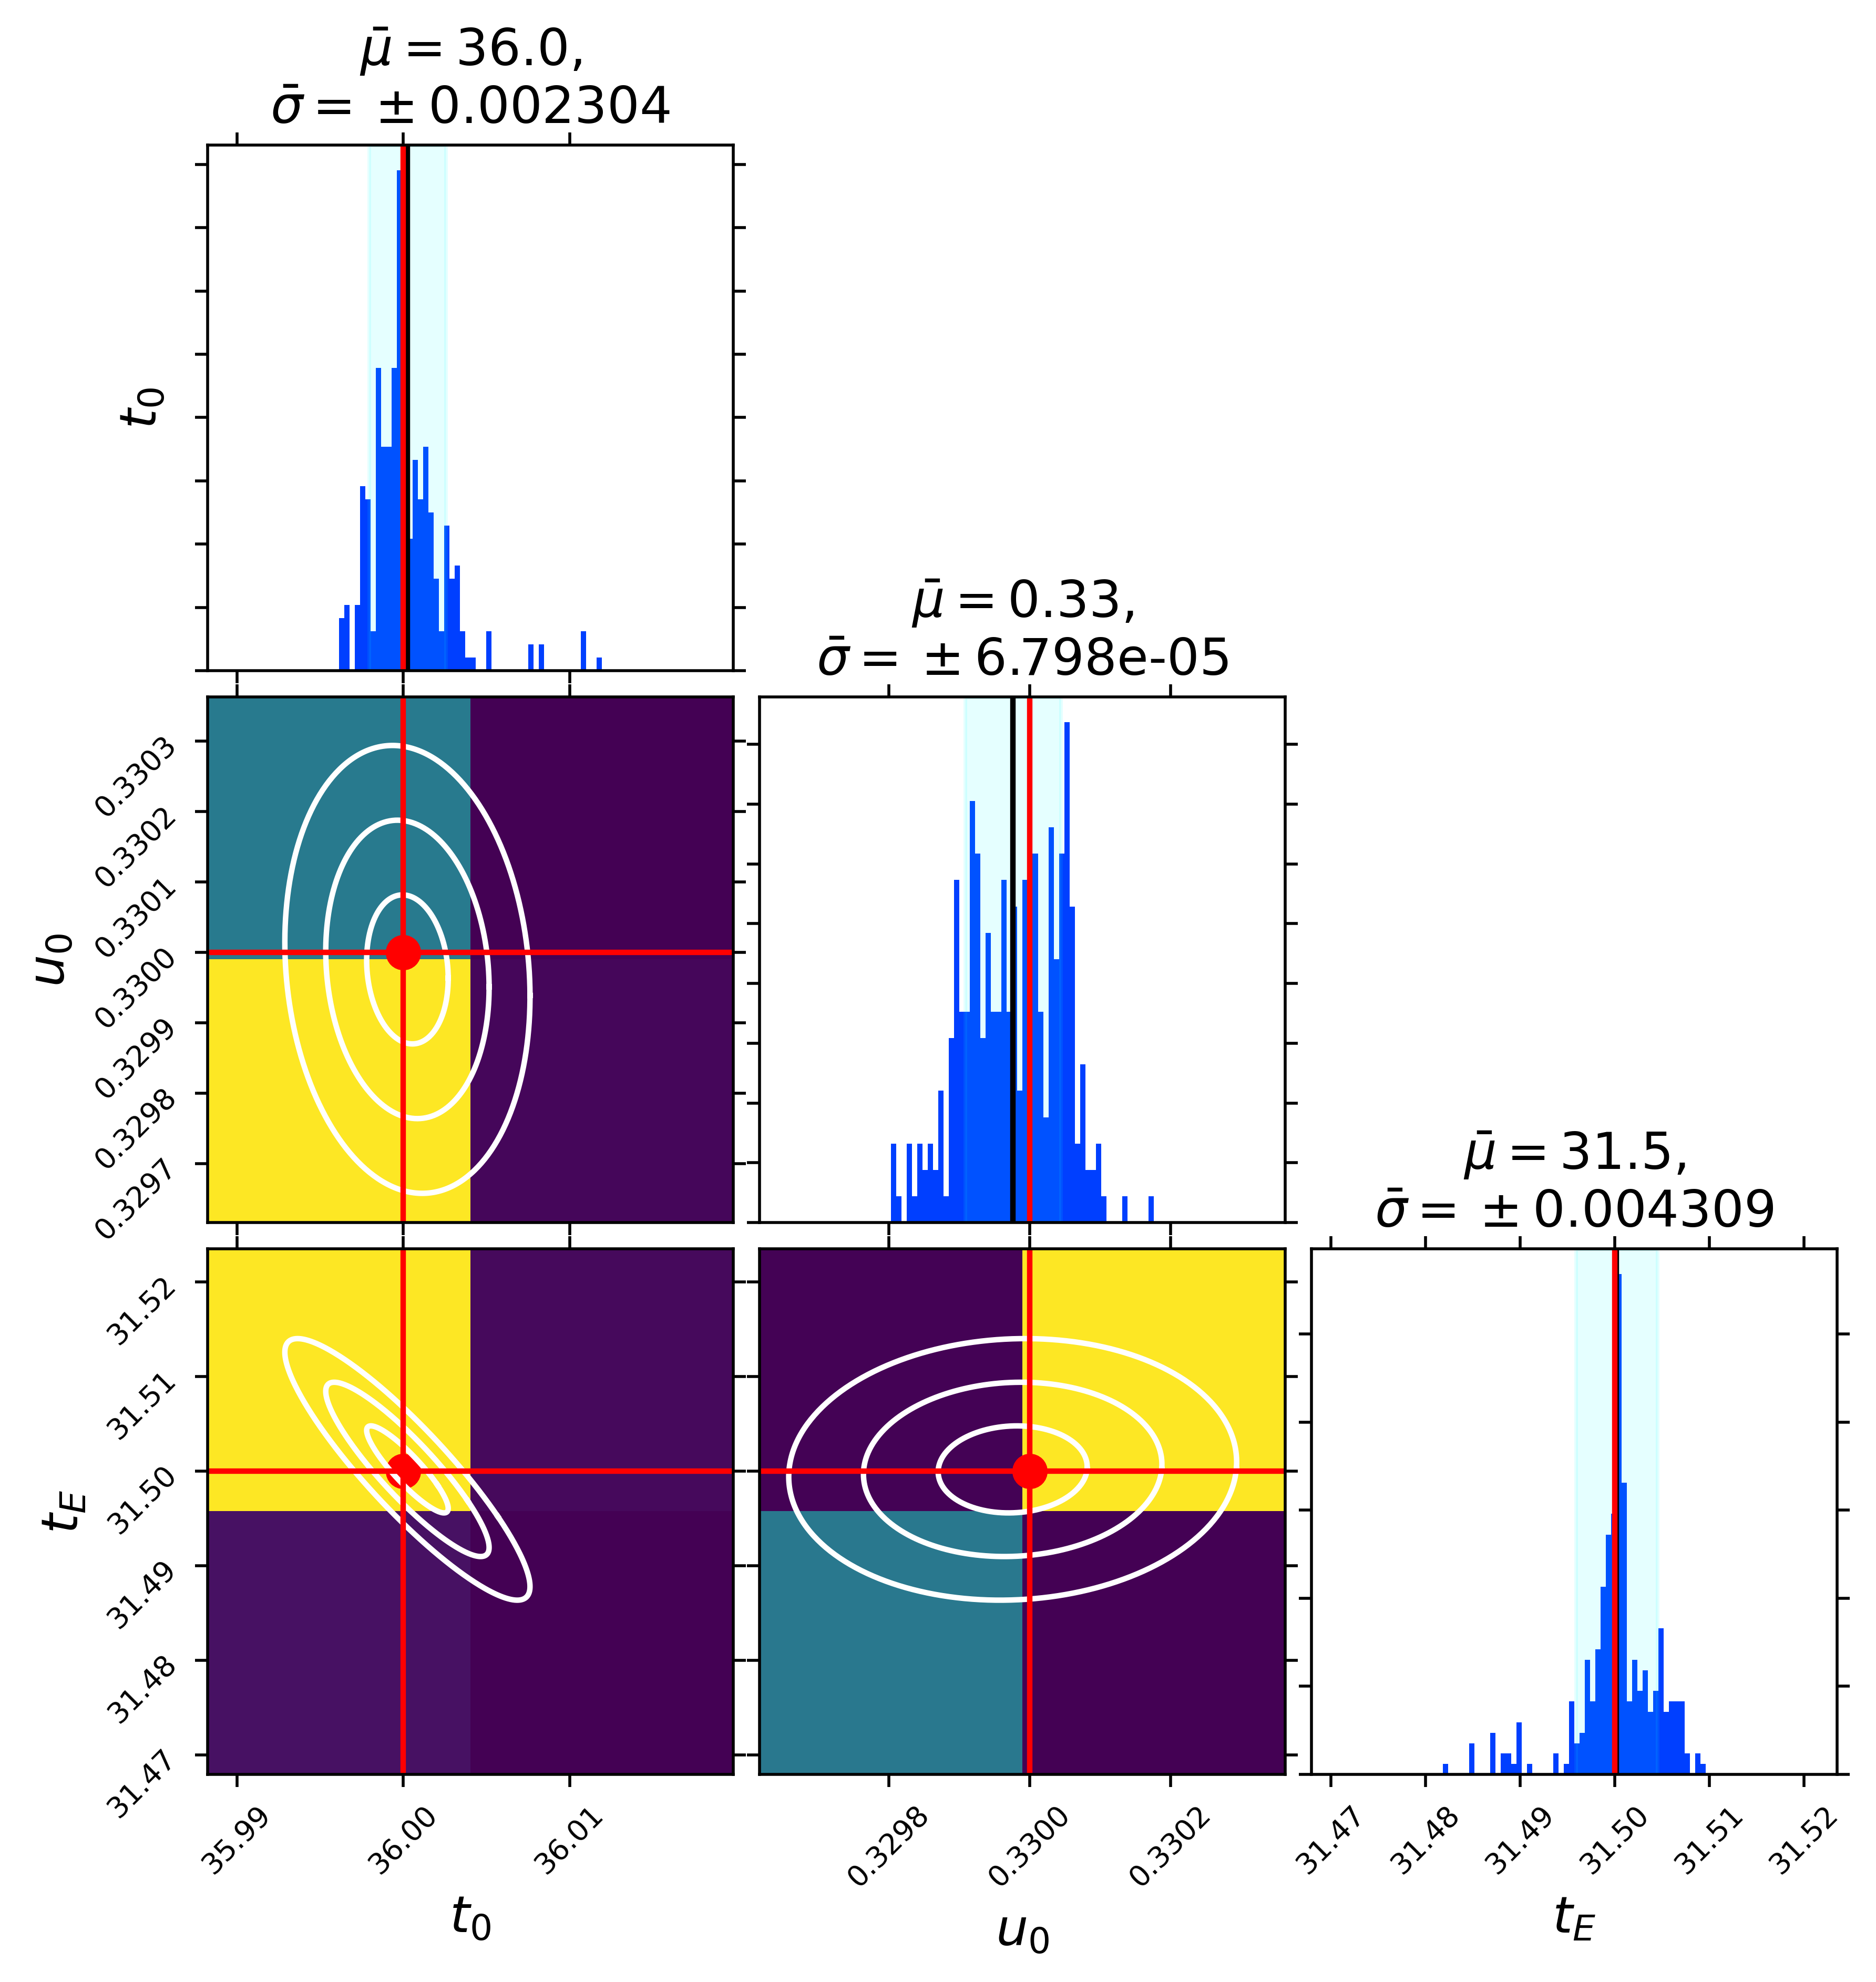 μ̄ = 36.0,
σ̄ = ±0.002304
t₀
μ̄ = 0.33,
σ̄ = ±6.798e-05
0.3303
0.3302
0.3301
0.3300
0.3299
0.3298
0.3297
u₀
μ̄ = 31.5,
σ̄ = ±0.004309
31.52
31.51
31.50
31.49
31.48
31.47
t_E
35.99 36.00 36.01
0.3298 0.3300 0.3302
31.47 31.48 31.49 31.50 31.51 31.52
t₀ u₀ t_E